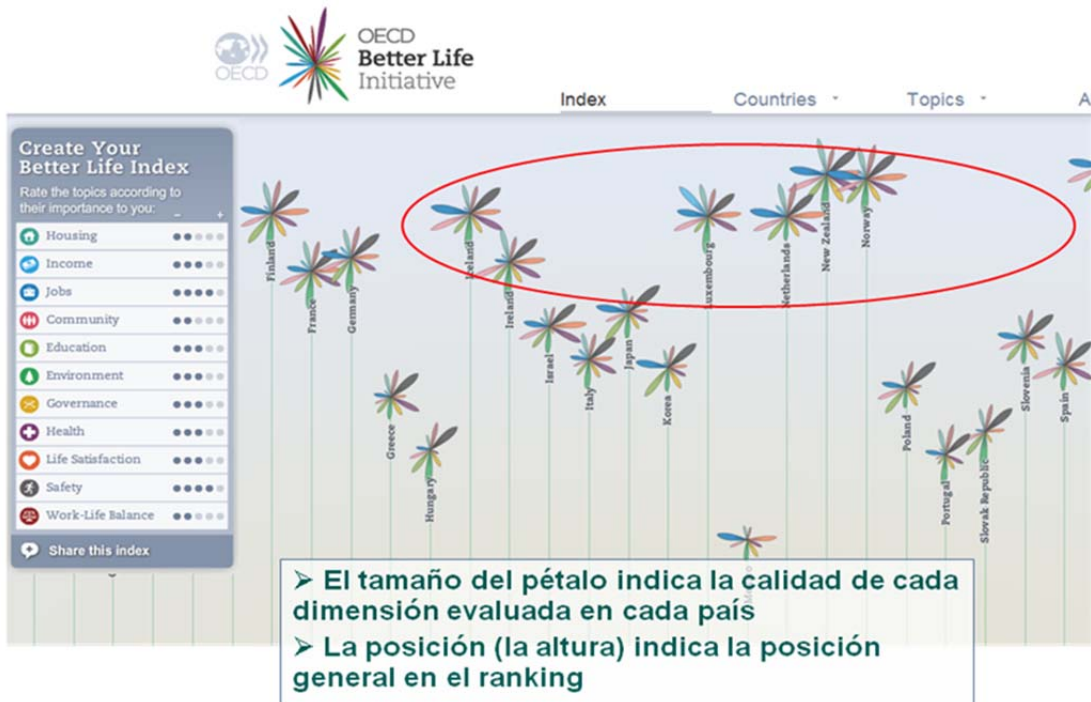 OECD
OECD
Better Life
Initiative
Index
Countries
Topics
A
Create Your
Better Life Index
Rate the topics according to
their importance to you:
- +
Housing
Income
Jobs
Community
Education
Environment
Governance
Health
Life Satisfaction
Safety
Work-Life Balance
Share this index
Finland
France
Germany
Greece
Hungary
Iceland
Ireland
Israel
Italy
Japan
Korea
Luxembourg
Netherlands
New Zealand
Norway
Poland
Portugal
Slovak Republic
Slovenia
Spain
➢ El tamaño del pétalo indica la calidad de cada
dimensión evaluada en cada país
➢ La posición (la altura) indica la posición
general en el ranking